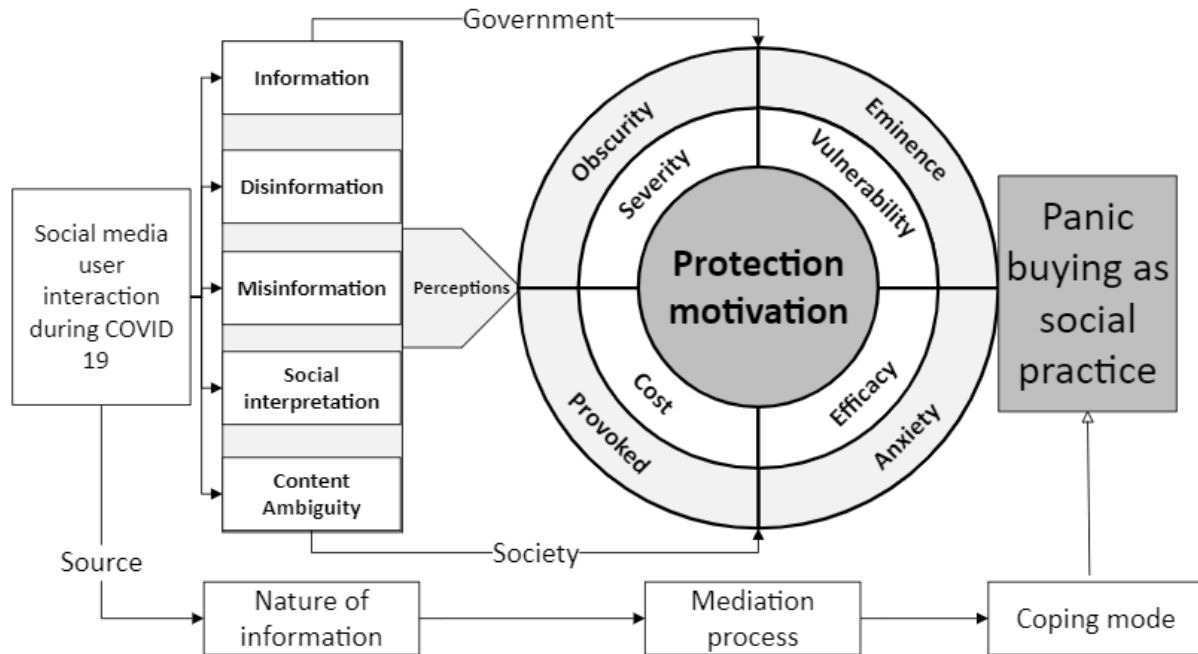 Government
Information
Disinformation
Misinformation
Social
interpretation
Content
Ambiguity
Social media
user
interaction
during COVID
19
Perceptions
Obscurity
Eminence
Severity
Vulnerability
Protection
motivation
Cost
Efficacy
Provoked
Anxiety
Panic
buying as
social
practice
Society
Source
Nature of
information
Mediation
process
Coping mode